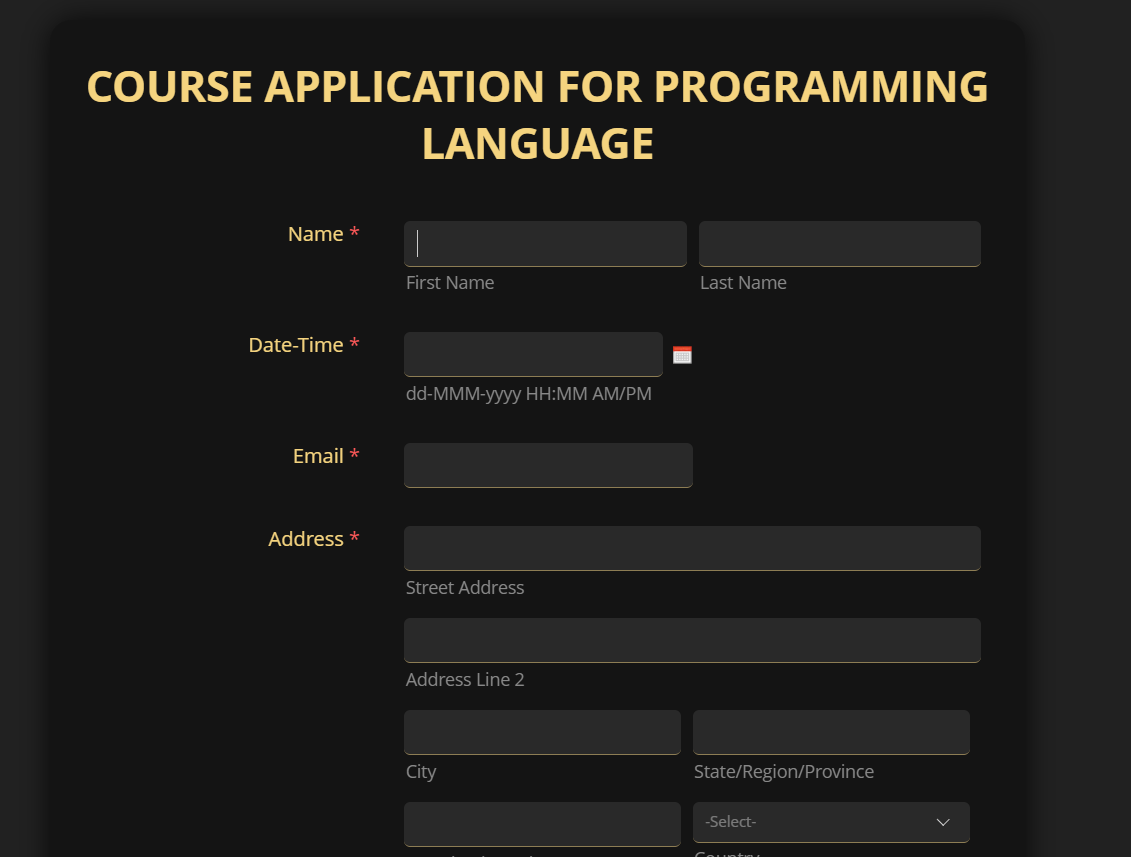 COURSE APPLICATION FOR PROGRAMMING
LANGUAGE
Name *
First Name
Last Name
Date-Time *
dd-MMM-yyyy HH:MM AM/PM
Email *
Address *
Street Address
Address Line 2
City
State/Region/Province
-Select-
Country